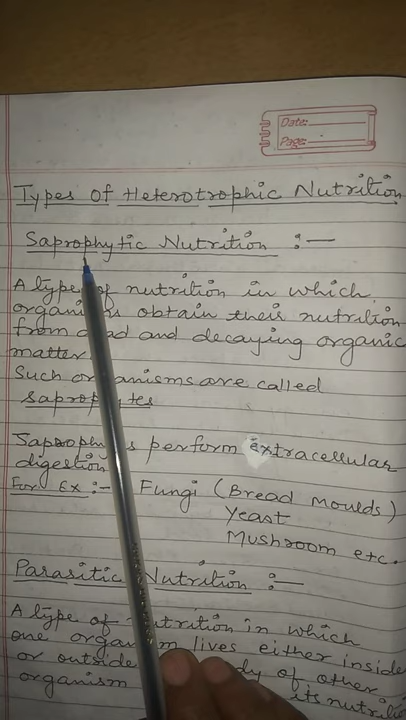 Date:
Page:
Types of Heterotrophic Nutrition
Saprophytic Nutrition :—
A type of nutrition in which
organisms obtain their nutrition
from dead and decaying organic
matter
Such organisms are called
saprophytes
Saprophytes perform extracellular
digestion
For Ex :- Fungi (Bread Moulds)
Yeast
Mushroom etc.
Parasitic Nutrition :—
A type of nutrition in which
one organism lives either inside
or outside body of other
organism its nutrition